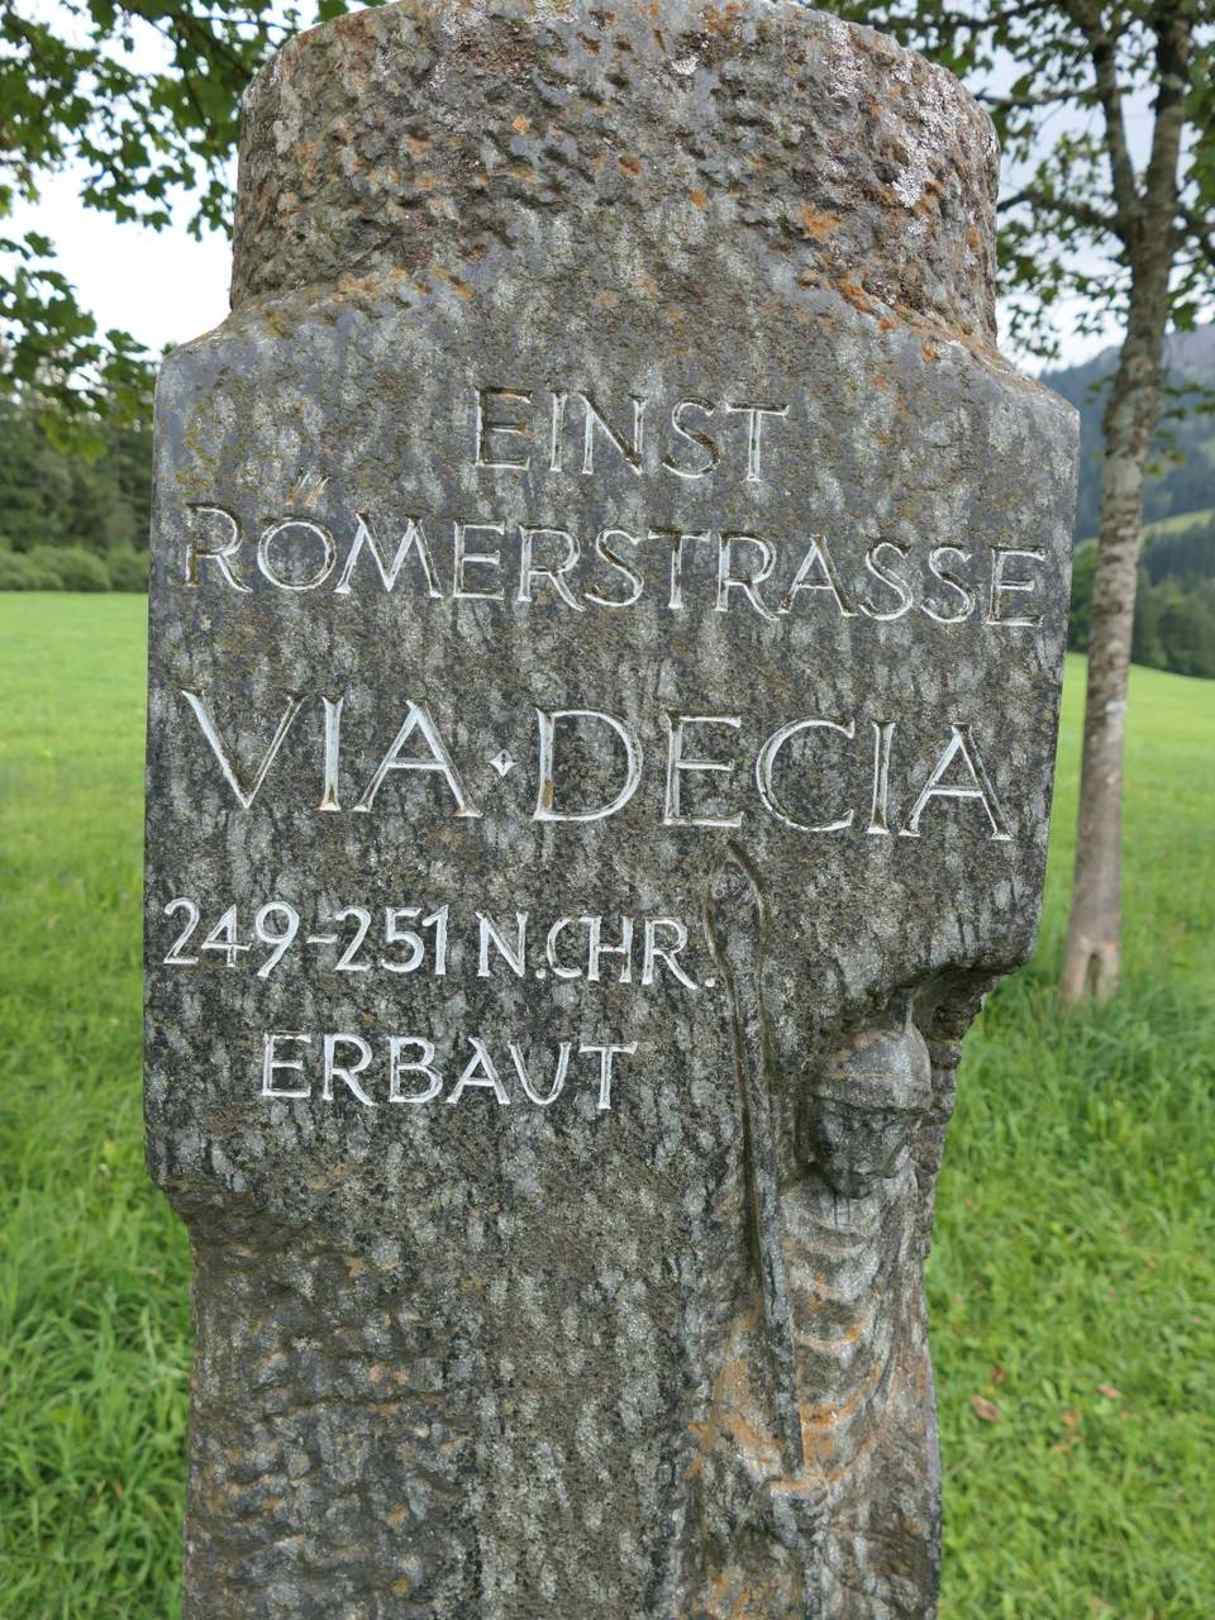 EINST
RÖMERSTRASSE
VIA·DECIA
249-251 N.CHR.
ERBAUT